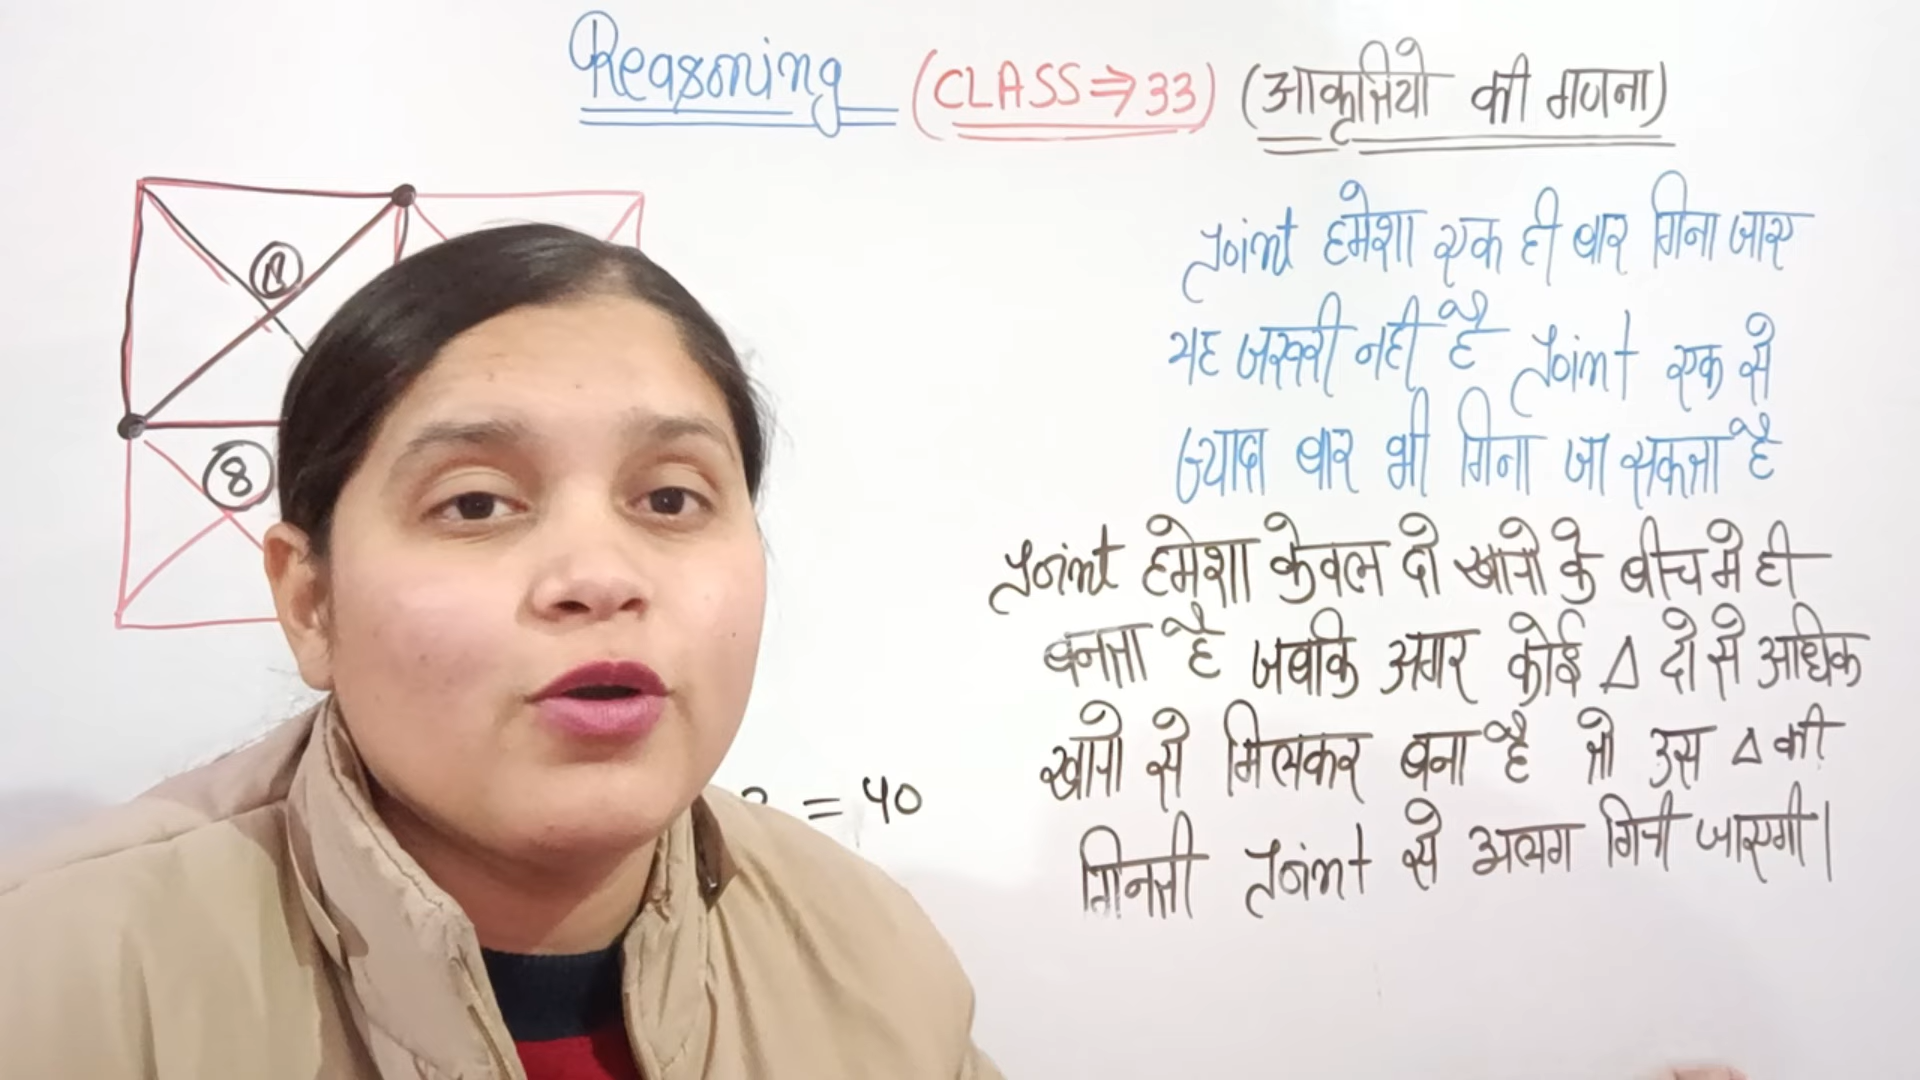 Reasoning (CLASS⇒33) (आकृतियो की गणना)
Joint हमेशा एक ही बार गिना जाए
यह जरूरी नही है Joint एक से
ज्यादा बार भी गिना जा सकता है
Joint हमेशा केवल दो खानो के बीच मे ही
बनता है जबकि अगर कोई △ दो से अधिक
खानो से मिलकर बना है तो उस △ की
गिनती Joint से अलग गिनी जाएगी।
8
= 40